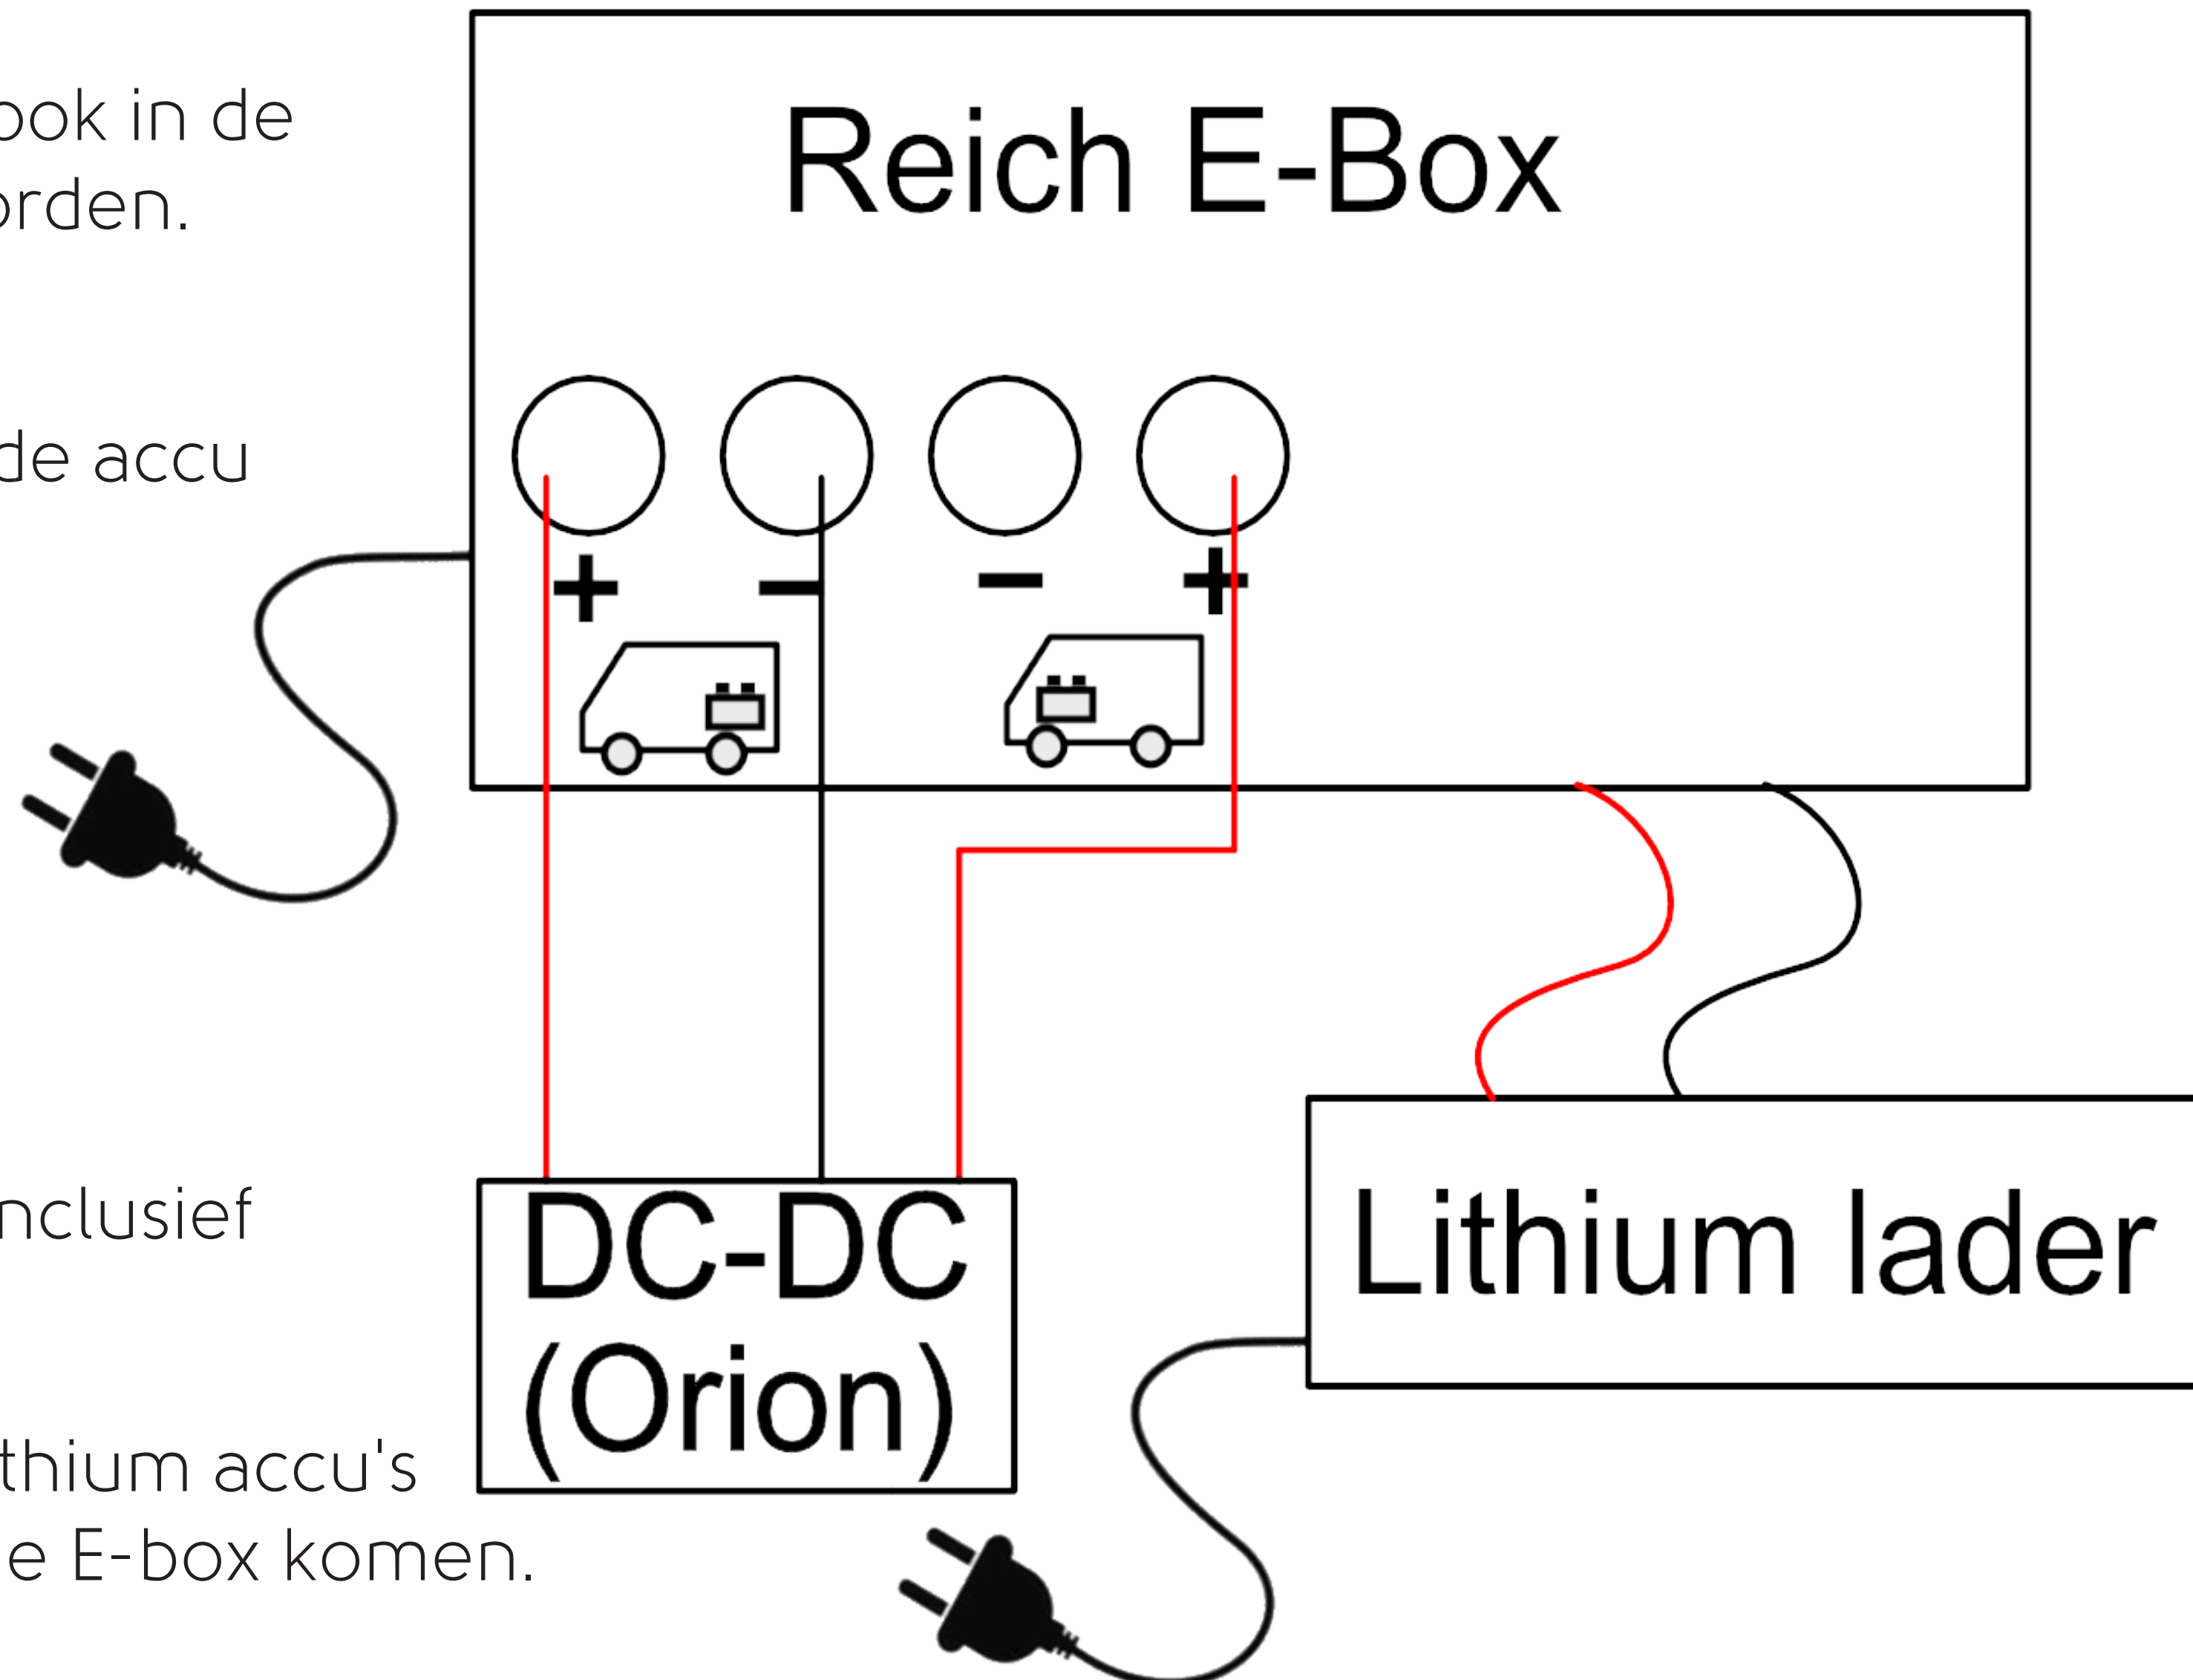 ook in de
orden.
de accu
nclusief
thium accu's
e E-box komen.
Reich E-Box
+ − − +
DC-DC
(Orion)
Lithium lader